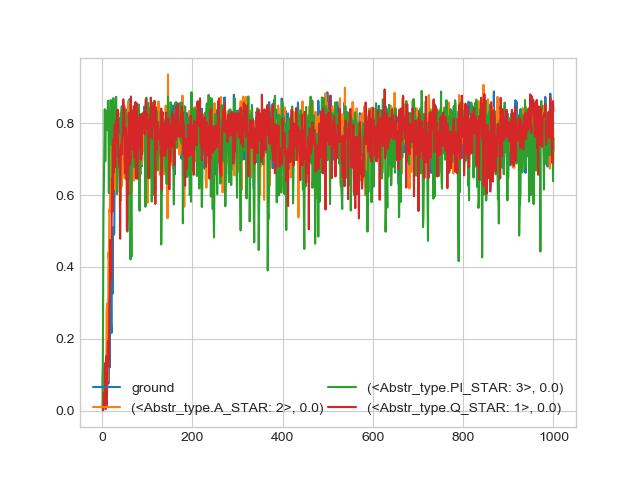 0.8
0.6
0.4
0.2
0.0
ground
(<Abstr_type.A_STAR: 2>, 0.0)
(<Abstr_type.PI_STAR: 3>, 0.0)
(<Abstr_type.Q_STAR: 1>, 0.0)
0 200 400 600 800 1000